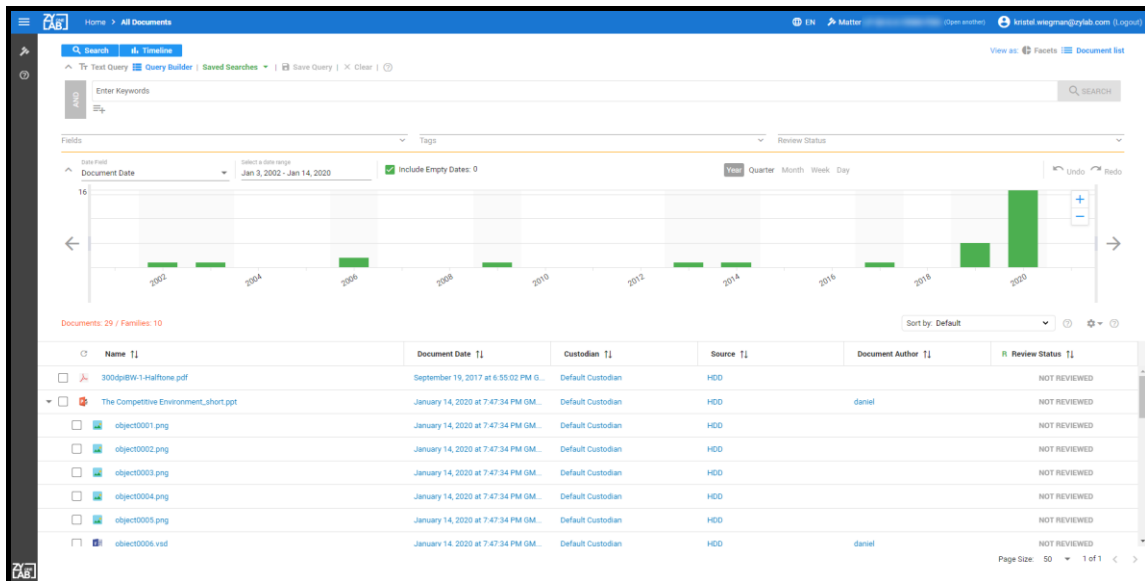 ZyLAB Home > All Documents EN Matter (Open another) kristel.wiegman@zylab.com (Logout)
Search Timeline View as: Facets Document list
Tr Text Query Query Builder | Saved Searches | Save Query | × Clear |
AND Enter Keywords SEARCH
Fields Tags Review Status
Date Field Select a date range
Document Date Jan 3, 2002 - Jan 14, 2020 Include Empty Dates: 0 Year Quarter Month Week Day Undo Redo
16
+
−
2002 2004 2006 2008 2010 2012 2014 2016 2018 2020
Documents: 29 / Families: 10 Sort by: Default
Name Document Date Custodian Source Document Author R Review Status
300dpiBW-1-Halftone.pdf September 19, 2017 at 6:55:02 PM G... Default Custodian HDD NOT REVIEWED
The Competitive Environment_short.ppt January 14, 2020 at 7:47:34 PM GM... Default Custodian HDD daniel NOT REVIEWED
object0001.png January 14, 2020 at 7:47:34 PM GM... Default Custodian HDD NOT REVIEWED
object0002.png January 14, 2020 at 7:47:34 PM GM... Default Custodian HDD NOT REVIEWED
object0003.png January 14, 2020 at 7:47:34 PM GM... Default Custodian HDD NOT REVIEWED
object0004.png January 14, 2020 at 7:47:34 PM GM... Default Custodian HDD NOT REVIEWED
object0005.png January 14, 2020 at 7:47:34 PM GM... Default Custodian HDD NOT REVIEWED
object0006.vsd January 14, 2020 at 7:47:34 PM GM... Default Custodian HDD daniel NOT REVIEWED
Page Size: 50 1 of 1 < >
ZyLAB